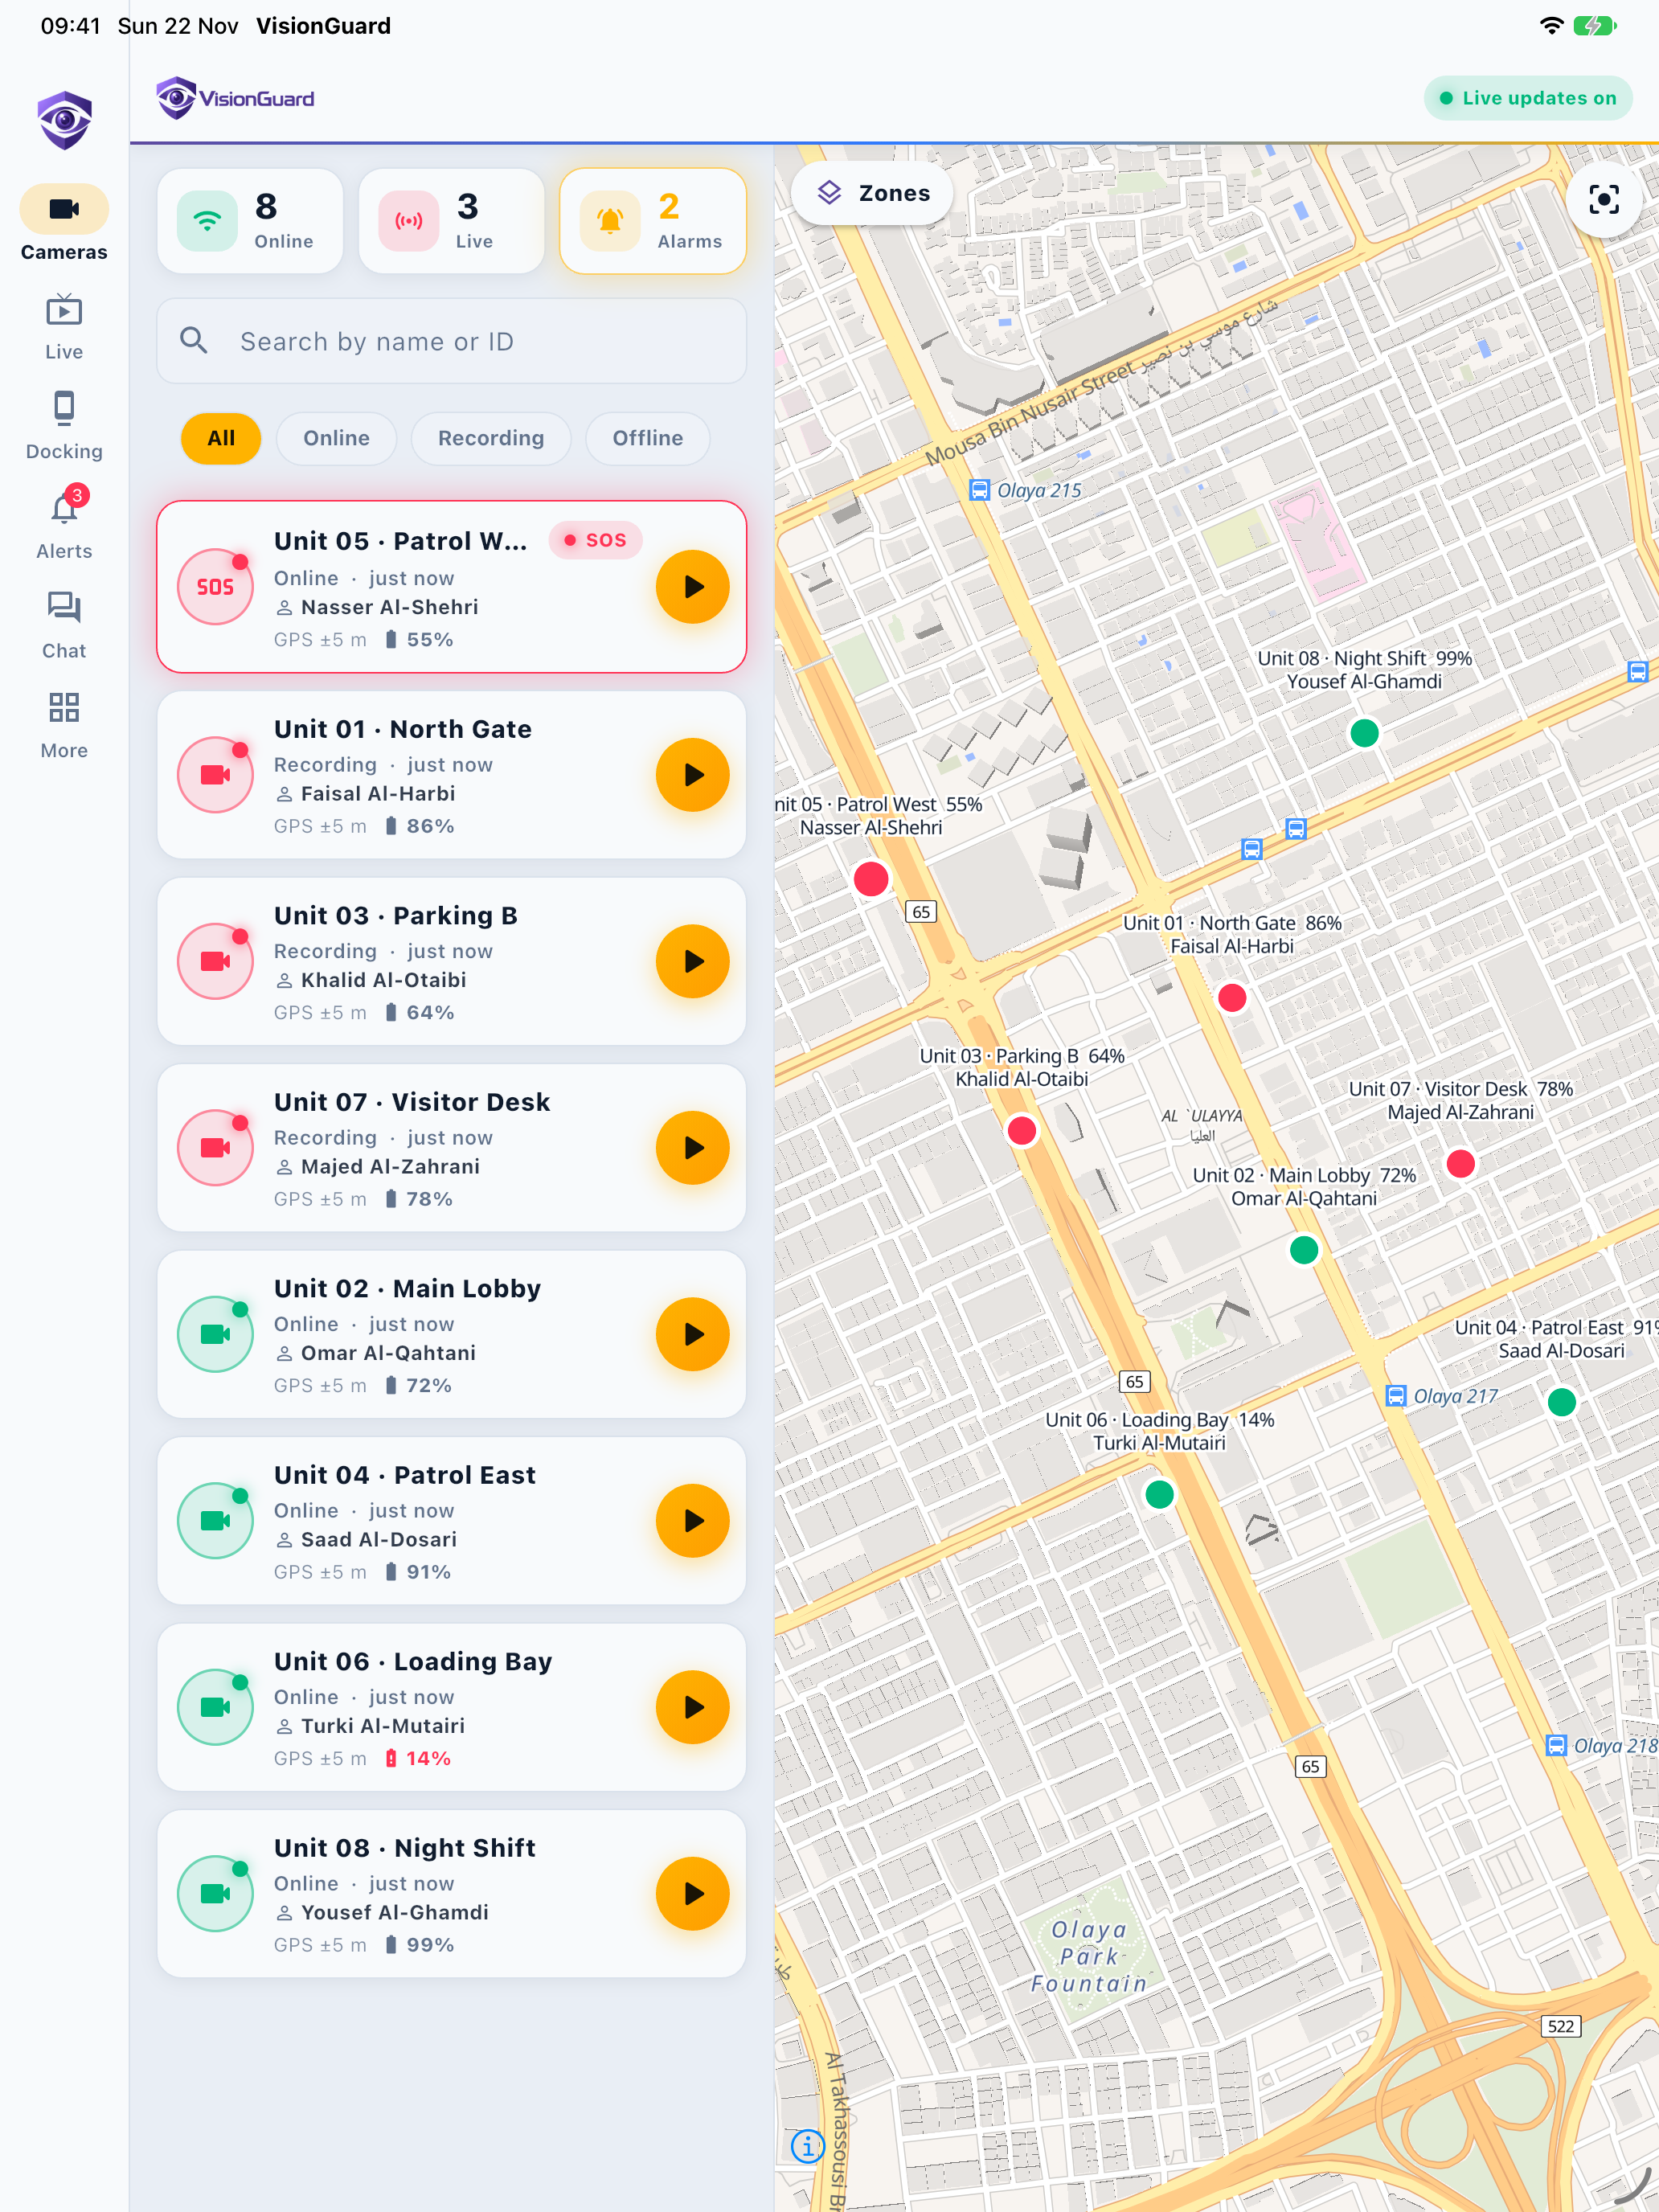 09:41 Sun 22 Nov VisionGuard
VisionGuard
Live updates on
Cameras
Live
Docking
3
Alerts
Chat
More
8
Online
3
Live
2
Alarms
Search by name or ID
All
Online
Recording
Offline
SOS
Unit 05 · Patrol W...
SOS
Online · just now
Nasser Al-Shehri
GPS ±5 m 55%
Unit 01 · North Gate
Recording · just now
Faisal Al-Harbi
GPS ±5 m 86%
Unit 03 · Parking B
Recording · just now
Khalid Al-Otaibi
GPS ±5 m 64%
Unit 07 · Visitor Desk
Recording · just now
Majed Al-Zahrani
GPS ±5 m 78%
Unit 02 · Main Lobby
Online · just now
Omar Al-Qahtani
GPS ±5 m 72%
Unit 04 · Patrol East
Online · just now
Saad Al-Dosari
GPS ±5 m 91%
Unit 06 · Loading Bay
Online · just now
Turki Al-Mutairi
GPS ±5 m 14%
Unit 08 · Night Shift
Online · just now
Yousef Al-Ghamdi
GPS ±5 m 99%
Zones
Mousa Bin Nusair Street شارع موسي بن نصير
Olaya 215
Unit 08 · Night Shift 99%
Yousef Al-Ghamdi
nit 05 · Patrol West 55%
Nasser Al-Shehri
65
Unit 01 · North Gate 86%
Faisal Al-Harbi
Unit 03 · Parking B 64%
Khalid Al-Otaibi
AL `ULAYYA
العليا
Unit 07 · Visitor Desk 78%
Majed Al-Zahrani
Unit 02 · Main Lobby 72%
Omar Al-Qahtani
Unit 04 · Patrol East 91%
Saad Al-Dosari
65
Olaya 217
Unit 06 · Loading Bay 14%
Turki Al-Mutairi
Olaya 218
65
Olaya
Park
Fountain
522
Al Takhassousi Br